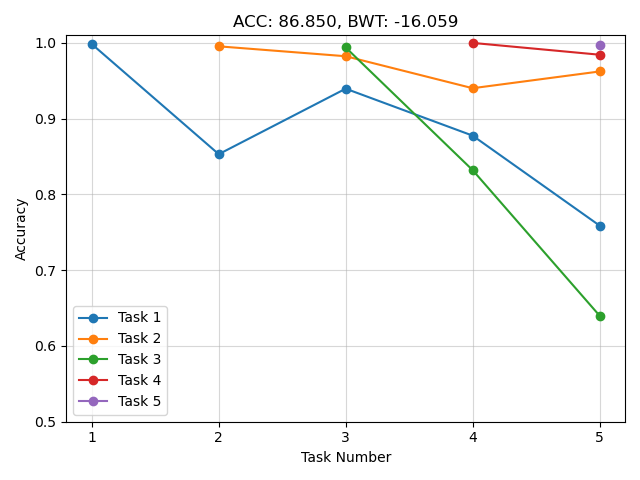 ACC: 86.850, BWT: -16.059
1.0
0.9
0.8
0.7
0.6
0.5
Accuracy
Task 1
Task 2
Task 3
Task 4
Task 5
1 2 3 4 5
Task Number